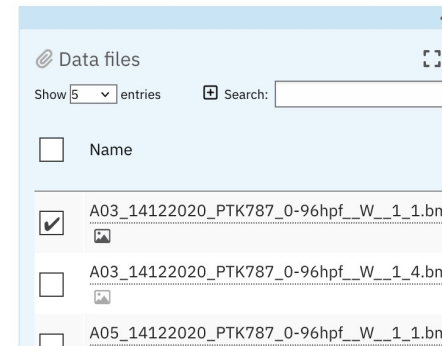 Data files
Show 5 entries Search:
Name
A03_14122020_PTK787_0-96hpf__W__1_1.bm
A03_14122020_PTK787_0-96hpf__W__1_4.bm
A05_14122020_PTK787_0-96hpf__W__1_1.bm